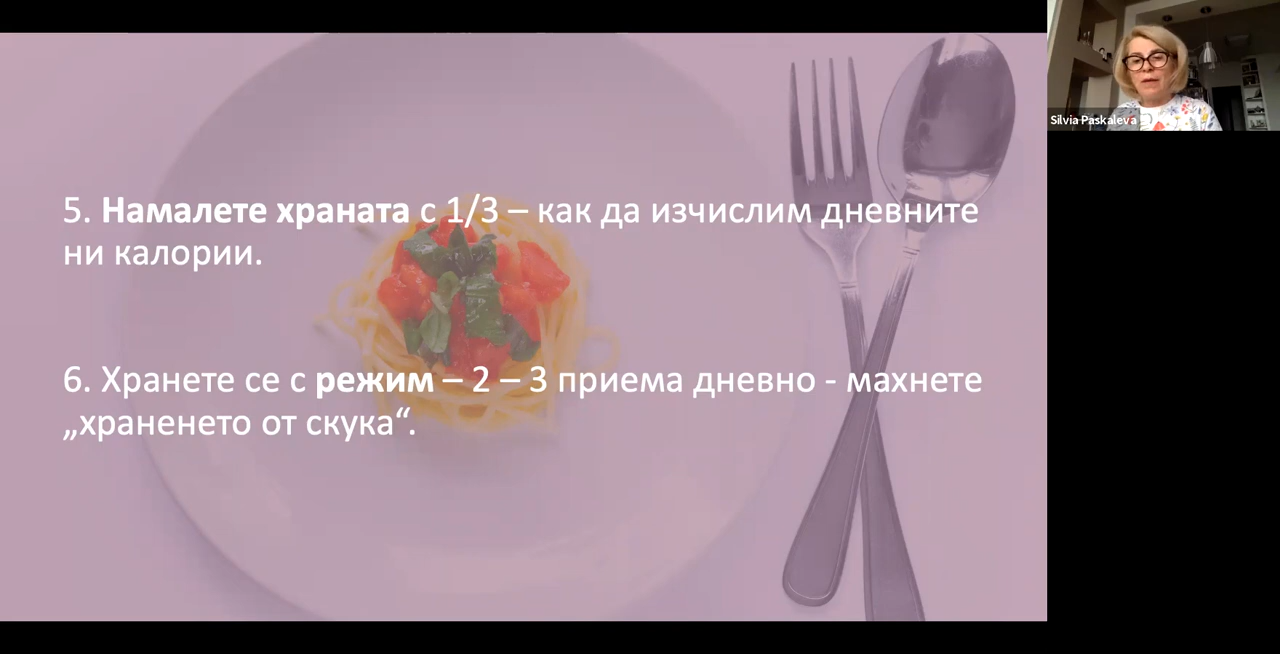 5. Намалете храната с 1/3 – как да изчислим дневните
ни калории.
6. Хранете се с режим – 2 – 3 приема дневно - махнете
„храненето от скука“.
Silvia Paskaleva